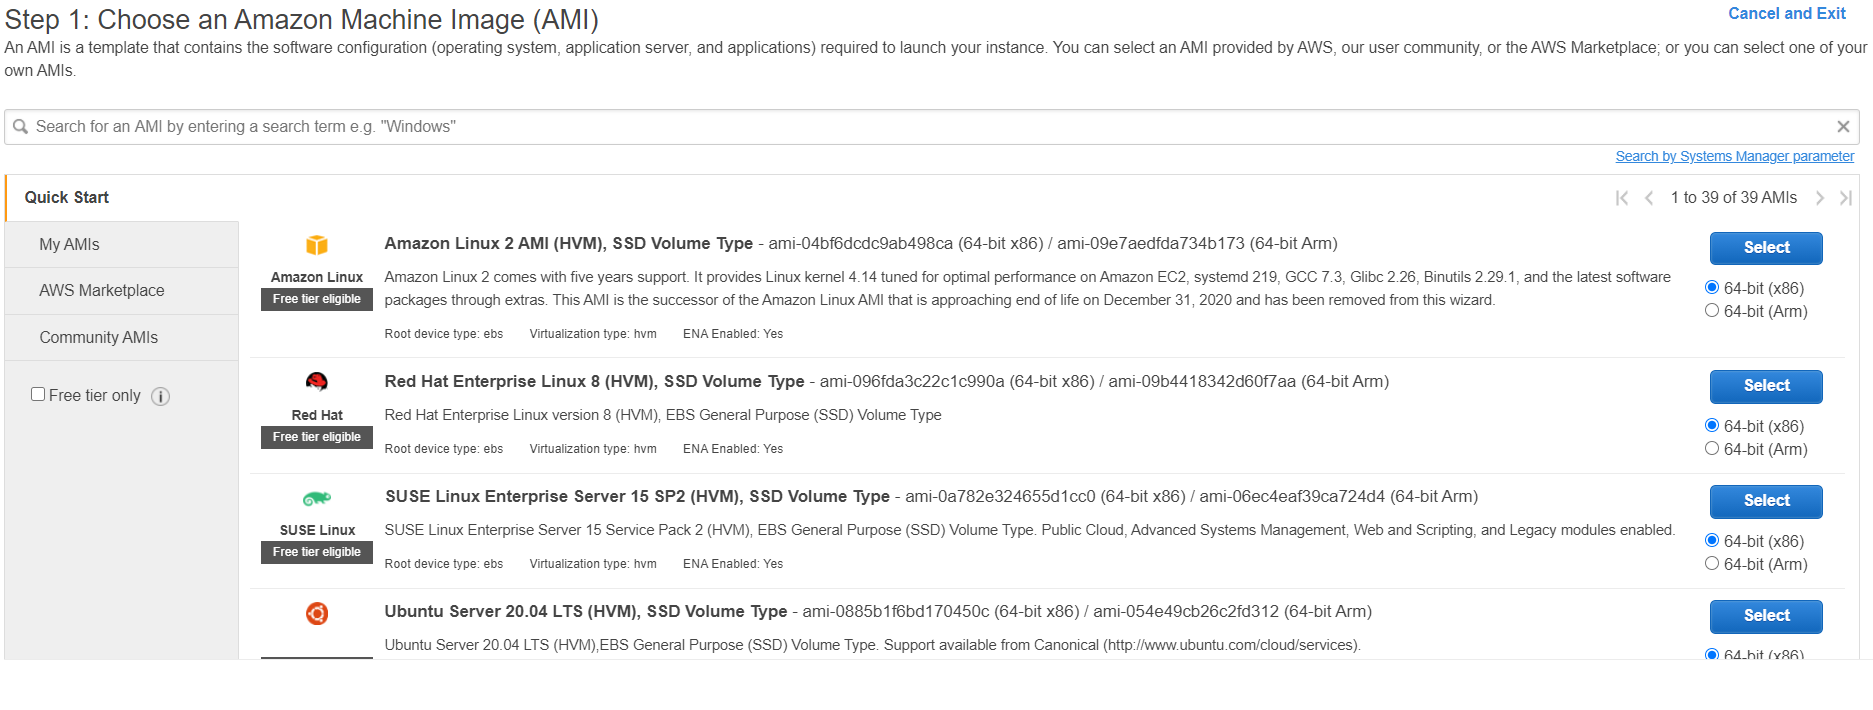 Step 1: Choose an Amazon Machine Image (AMI)
Cancel and Exit
An AMI is a template that contains the software configuration (operating system, application server, and applications) required to launch your instance. You can select an AMI provided by AWS, our user community, or the AWS Marketplace; or you can select one of your
own AMIs.
Search for an AMI by entering a search term e.g. "Windows"
Search by Systems Manager parameter
Quick Start
1 to 39 of 39 AMIs
My AMIs
AWS Marketplace
Community AMIs
Free tier only
Amazon Linux
Free tier eligible
Amazon Linux 2 AMI (HVM), SSD Volume Type - ami-04bf6dcdc9ab498ca (64-bit x86) / ami-09e7aedfda734b173 (64-bit Arm)
Amazon Linux 2 comes with five years support. It provides Linux kernel 4.14 tuned for optimal performance on Amazon EC2, systemd 219, GCC 7.3, Glibc 2.26, Binutils 2.29.1, and the latest software
packages through extras. This AMI is the successor of the Amazon Linux AMI that is approaching end of life on December 31, 2020 and has been removed from this wizard.
Root device type: ebs Virtualization type: hvm ENA Enabled: Yes
Select
64-bit (x86)
64-bit (Arm)
Red Hat
Free tier eligible
Red Hat Enterprise Linux 8 (HVM), SSD Volume Type - ami-096fda3c22c1c990a (64-bit x86) / ami-09b4418342d60f7aa (64-bit Arm)
Red Hat Enterprise Linux version 8 (HVM), EBS General Purpose (SSD) Volume Type
Root device type: ebs Virtualization type: hvm ENA Enabled: Yes
Select
64-bit (x86)
64-bit (Arm)
SUSE Linux
Free tier eligible
SUSE Linux Enterprise Server 15 SP2 (HVM), SSD Volume Type - ami-0a782e324655d1cc0 (64-bit x86) / ami-06ec4eaf39ca724d4 (64-bit Arm)
SUSE Linux Enterprise Server 15 Service Pack 2 (HVM), EBS General Purpose (SSD) Volume Type. Public Cloud, Advanced Systems Management, Web and Scripting, and Legacy modules enabled.
Root device type: ebs Virtualization type: hvm ENA Enabled: Yes
Select
64-bit (x86)
64-bit (Arm)
Ubuntu Server 20.04 LTS (HVM), SSD Volume Type - ami-0885b1f6bd170450c (64-bit x86) / ami-054e49cb26c2fd312 (64-bit Arm)
Ubuntu Server 20.04 LTS (HVM),EBS General Purpose (SSD) Volume Type. Support available from Canonical (http://www.ubuntu.com/cloud/services).
Select
64-bit (x86)